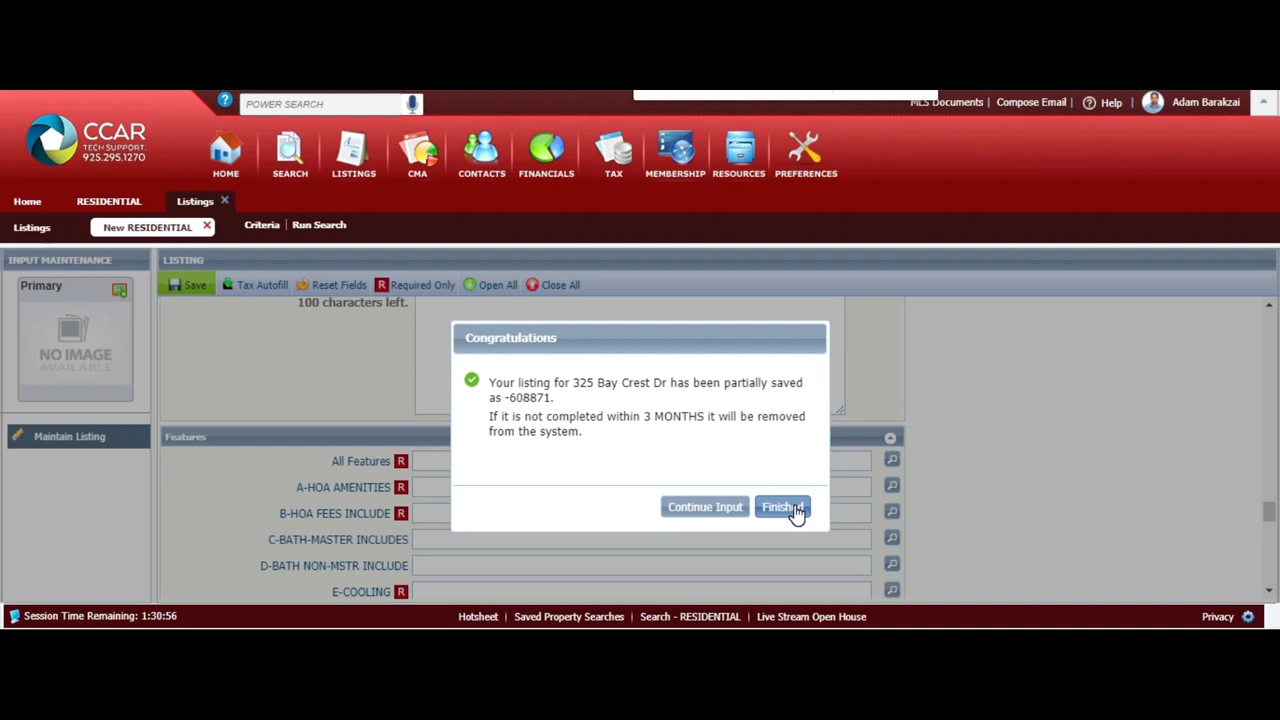 POWER SEARCH
MLS Documents | Compose Email | Help | Adam Barakzai
CCAR
TECH SUPPORT:
925.295.1270
HOME SEARCH LISTINGS CMA CONTACTS FINANCIALS TAX MEMBERSHIP RESOURCES PREFERENCES
Home RESIDENTIAL Listings
Listings New RESIDENTIAL Criteria | Run Search
INPUT MAINTENANCE LISTING
Primary
Save Tax Autofill Reset Fields R Required Only Open All Close All
100 characters left.
NO IMAGE
AVAILABLE
Congratulations
Your listing for 325 Bay Crest Dr has been partially saved
as -608871.
If it is not completed within 3 MONTHS it will be removed
from the system.
Continue Input Finished
Maintain Listing
Features
All Features R
A-HOA AMENITIES R
B-HOA FEES INCLUDE R
C-BATH-MASTER INCLUDES
D-BATH NON-MSTR INCLUDE
E-COOLING R
Session Time Remaining: 1:30:56 Hotsheet | Saved Property Searches | Search - RESIDENTIAL | Live Stream Open House Privacy